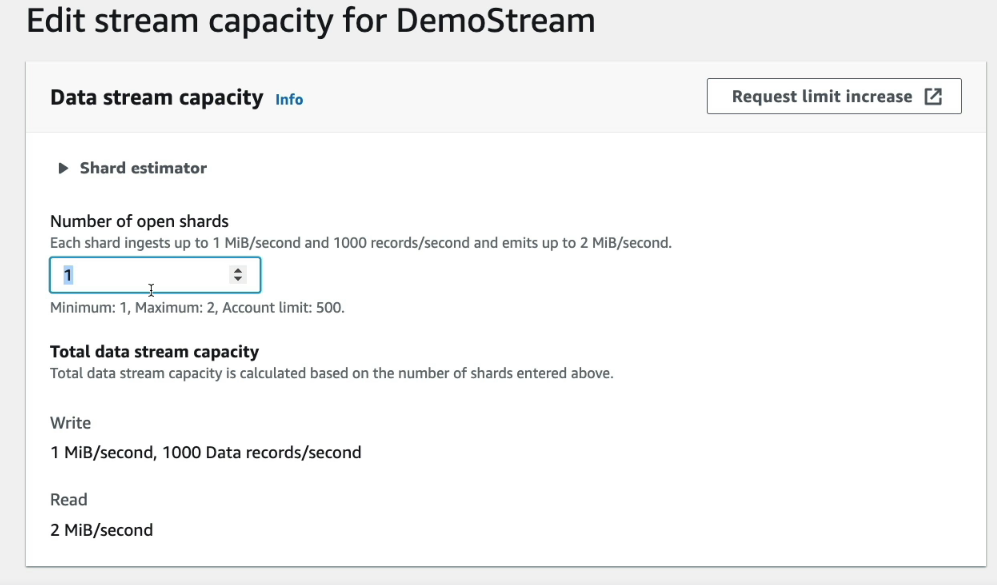 Edit stream capacity for DemoStream
Data stream capacity Info
Request limit increase
Shard estimator
Number of open shards
Each shard ingests up to 1 MiB/second and 1000 records/second and emits up to 2 MiB/second.
1
Minimum: 1, Maximum: 2, Account limit: 500.
Total data stream capacity
Total data stream capacity is calculated based on the number of shards entered above.
Write
1 MiB/second, 1000 Data records/second
Read
2 MiB/second